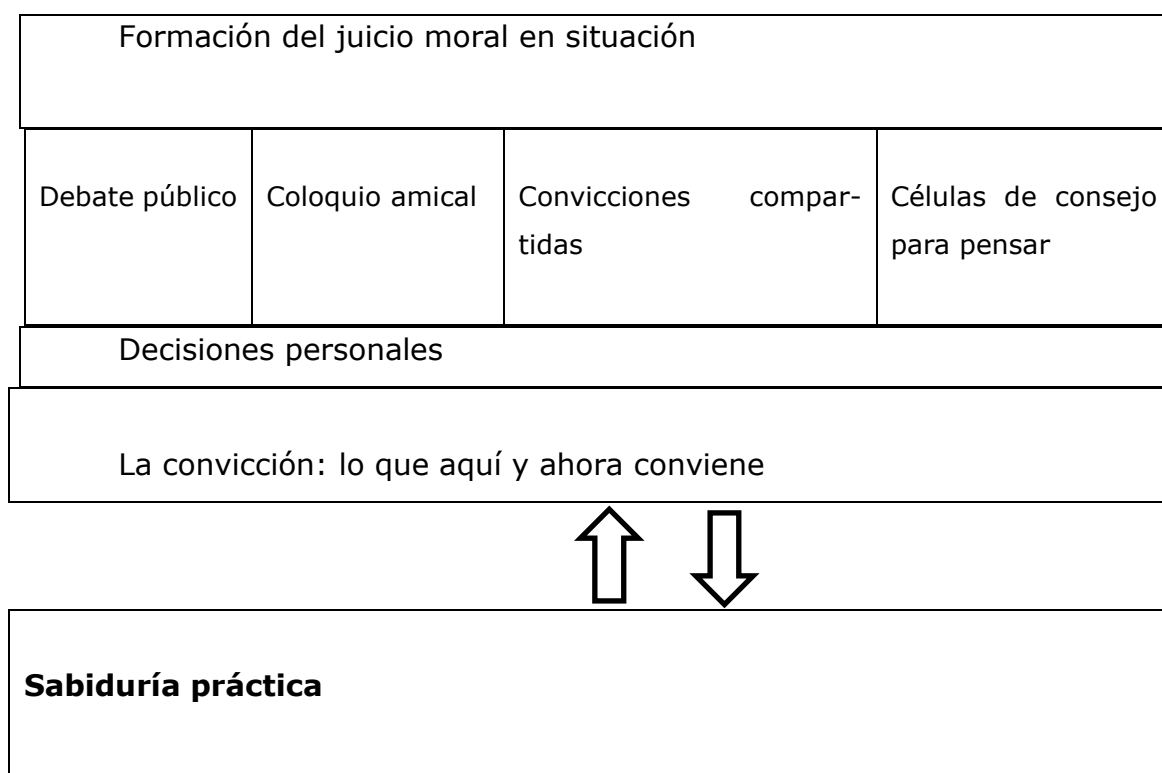 Formación del juicio moral en situación
Debate público
Coloquio amical
Convicciones compar-
tidas
Células de consejo
para pensar
Decisiones personales
La convicción: lo que aquí y ahora conviene
Sabiduría práctica